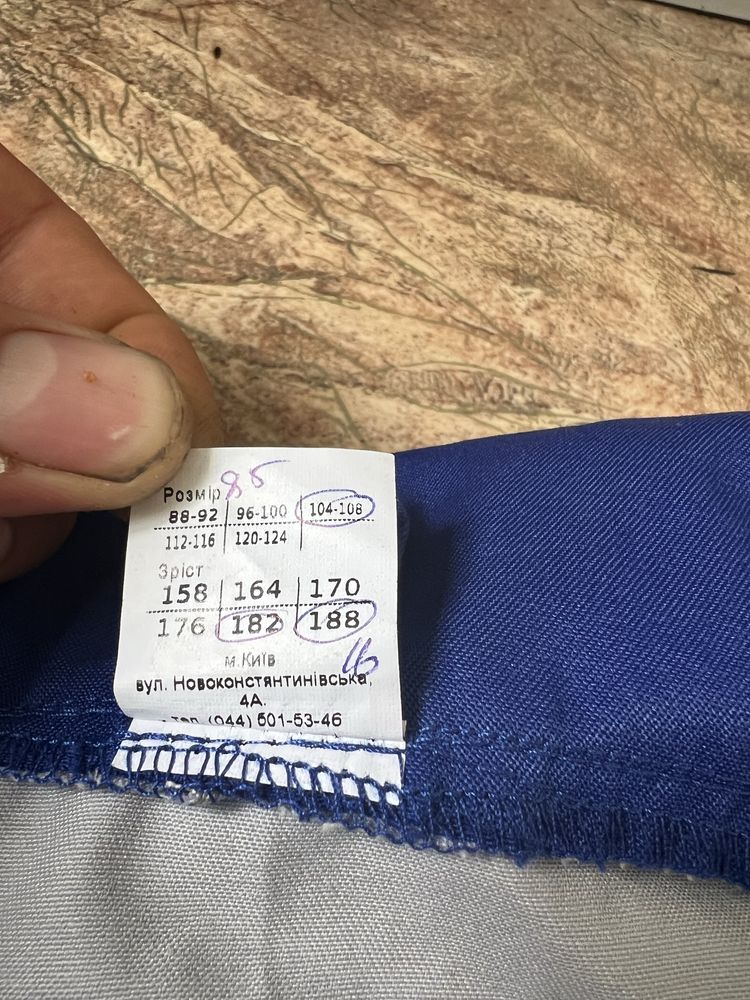 Розмір 85
88-92 96-100 104-108
112-116 120-124
Зріст
158 164 170
176 182 188
м.Київ
вул. Новоконстянтинівська,
4А.
тел. (044) 501-53-46